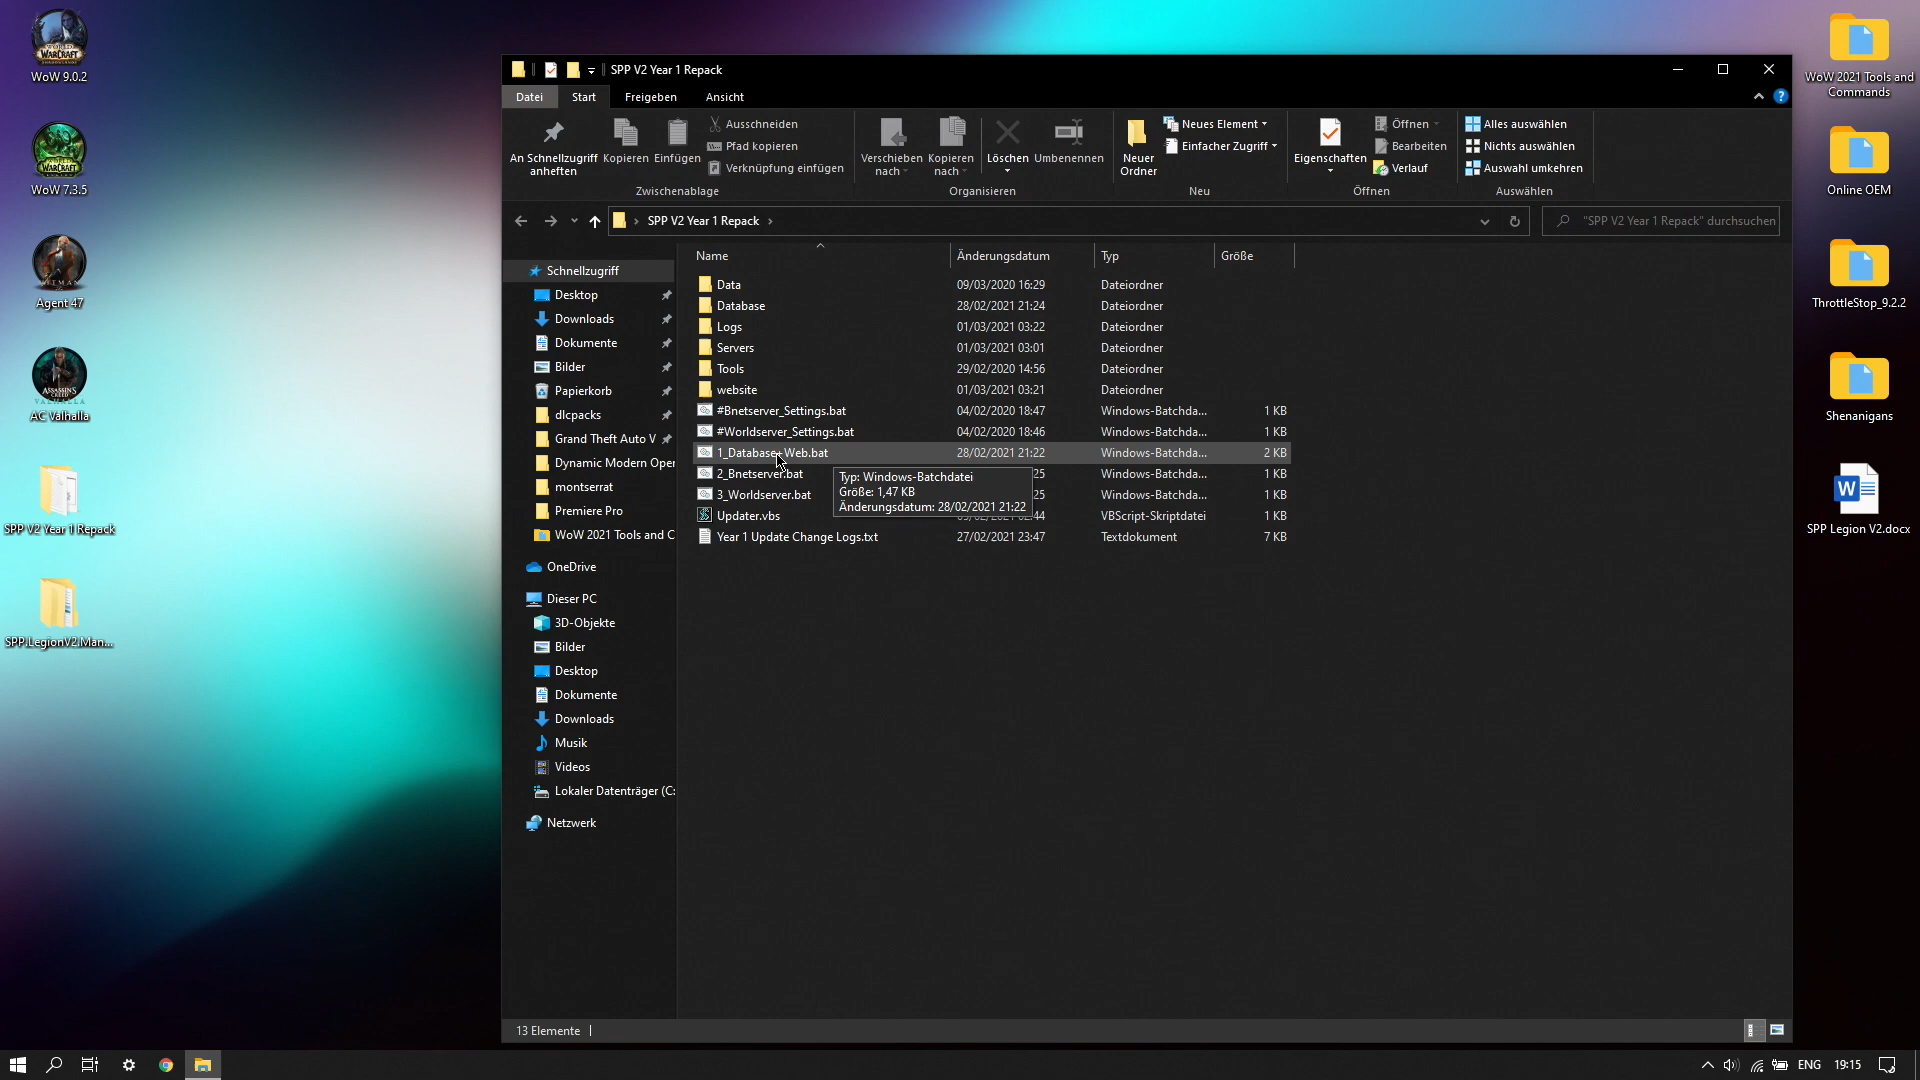 WoW 9.0.2
WoW 7.3.5
Agent 47
AC Valhalla
SPP V2 Year 1 Repack
SPP.LegionV2.Man...
SPP V2 Year 1 Repack
Datei
Start
Freigeben
Ansicht
An Schnellzugriff
anheften
Kopieren
Einfügen
Ausschneiden
Pfad kopieren
Verknüpfung einfügen
Zwischenablage
Verschieben
nach
Kopieren
nach
Löschen
Umbenennen
Organisieren
Neuer
Ordner
Neues Element
Einfacher Zugriff
Neu
Eigenschaften
Öffnen
Bearbeiten
Verlauf
Öffnen
Alles auswählen
Nichts auswählen
Auswahl umkehren
Auswählen
SPP V2 Year 1 Repack
"SPP V2 Year 1 Repack" durchsuchen
Schnellzugriff
Desktop
Downloads
Dokumente
Bilder
Papierkorb
dlcpacks
Grand Theft Auto V
Dynamic Modern Oper
montserrat
Premiere Pro
WoW 2021 Tools and C
OneDrive
Dieser PC
3D-Objekte
Bilder
Desktop
Dokumente
Downloads
Musik
Videos
Lokaler Datenträger (C:
Netzwerk
Name Änderungsdatum Typ Größe
Data 09/03/2020 16:29 Dateiordner
Database 28/02/2021 21:24 Dateiordner
Logs 01/03/2021 03:22 Dateiordner
Servers 01/03/2021 03:01 Dateiordner
Tools 29/02/2020 14:56 Dateiordner
website 01/03/2021 03:21 Dateiordner
#Bnetserver_Settings.bat 04/02/2020 18:47 Windows-Batchda... 1 KB
#Worldserver_Settings.bat 04/02/2020 18:46 Windows-Batchda... 1 KB
1_Database+Web.bat 28/02/2021 21:22 Windows-Batchda... 2 KB
2_Bnetserver.bat 25 Windows-Batchda... 1 KB
3_Worldserver.bat 25 Windows-Batchda... 1 KB
Updater.vbs 44 VBScript-Skriptdatei 1 KB
Year 1 Update Change Logs.txt 27/02/2021 23:47 Textdokument 7 KB
Typ: Windows-Batchdatei
Größe: 1,47 KB
Änderungsdatum: 28/02/2021 21:22
13 Elemente
WoW 2021 Tools and
Commands
Online OEM
ThrottleStop_9.2.2
Shenanigans
SPP Legion V2.docx
ENG
19:15